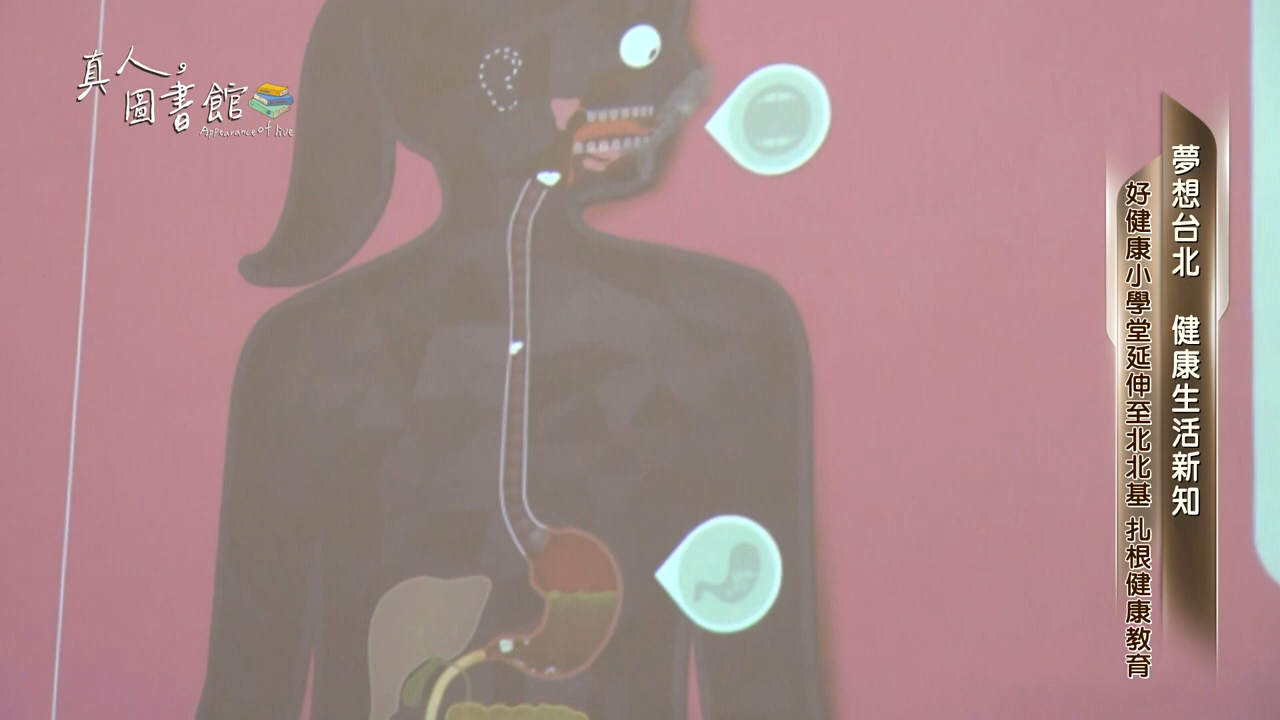 真人。
圖書館
Appearance of live
夢想台北 健康生活新知
好健康小學堂延伸至北北基 扎根健康教育